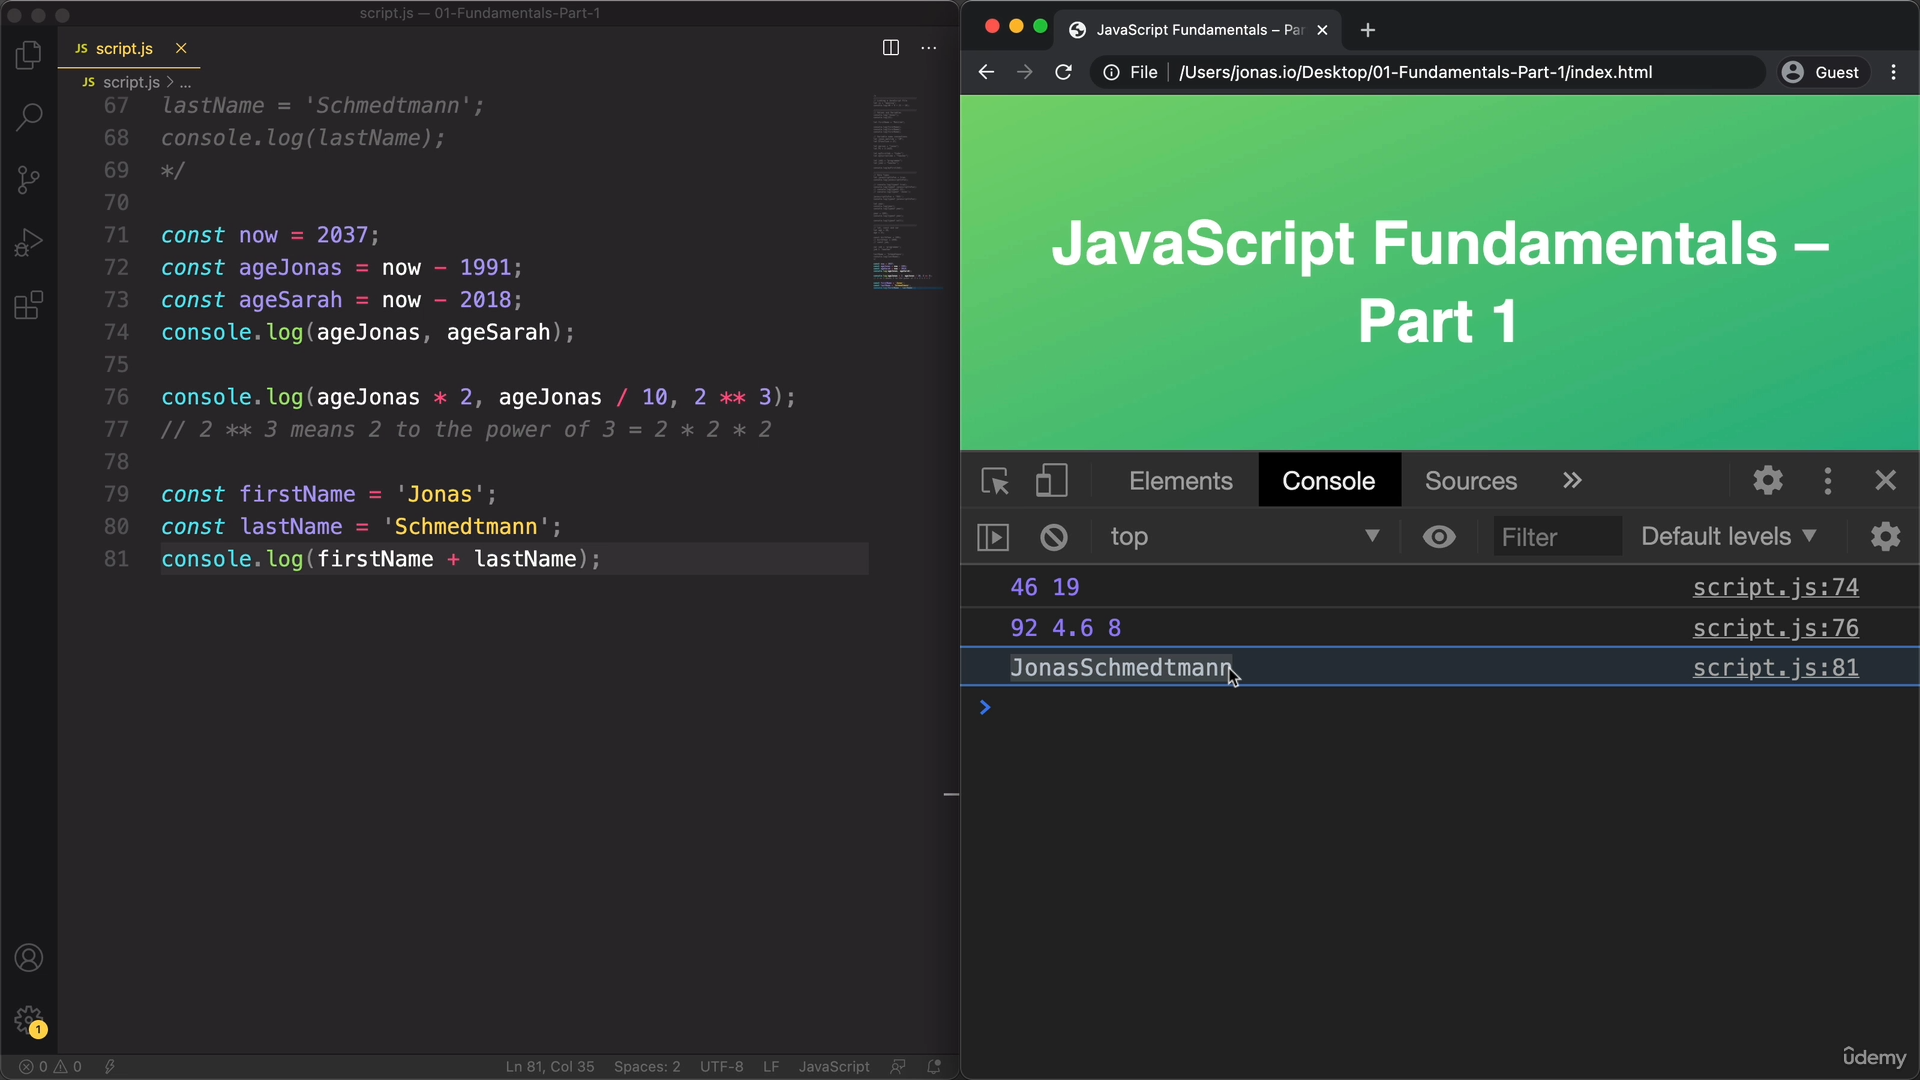 script.js — 01-Fundamentals-Part-1
JS script.js ×
JS script.js > ...
67 lastName = 'Schmedtmann';
68 console.log(lastName);
69 */
70
71 const now = 2037;
72 const ageJonas = now - 1991;
73 const ageSarah = now - 2018;
74 console.log(ageJonas, ageSarah);
75
76 console.log(ageJonas * 2, ageJonas / 10, 2 ** 3);
77 // 2 ** 3 means 2 to the power of 3 = 2 * 2 * 2
78
79 const firstName = 'Jonas';
80 const lastName = 'Schmedtmann';
81 console.log(firstName + lastName);
1
0 0 Ln 81, Col 35 Spaces: 2 UTF-8 LF JavaScript
JavaScript Fundamentals – Par
File /Users/jonas.io/Desktop/01-Fundamentals-Part-1/index.html Guest
JavaScript Fundamentals –
Part 1
Elements Console Sources »
top Filter Default levels
46 19 script.js:74
92 4.6 8 script.js:76
JonasSchmedtmann script.js:81
>
ûdemy